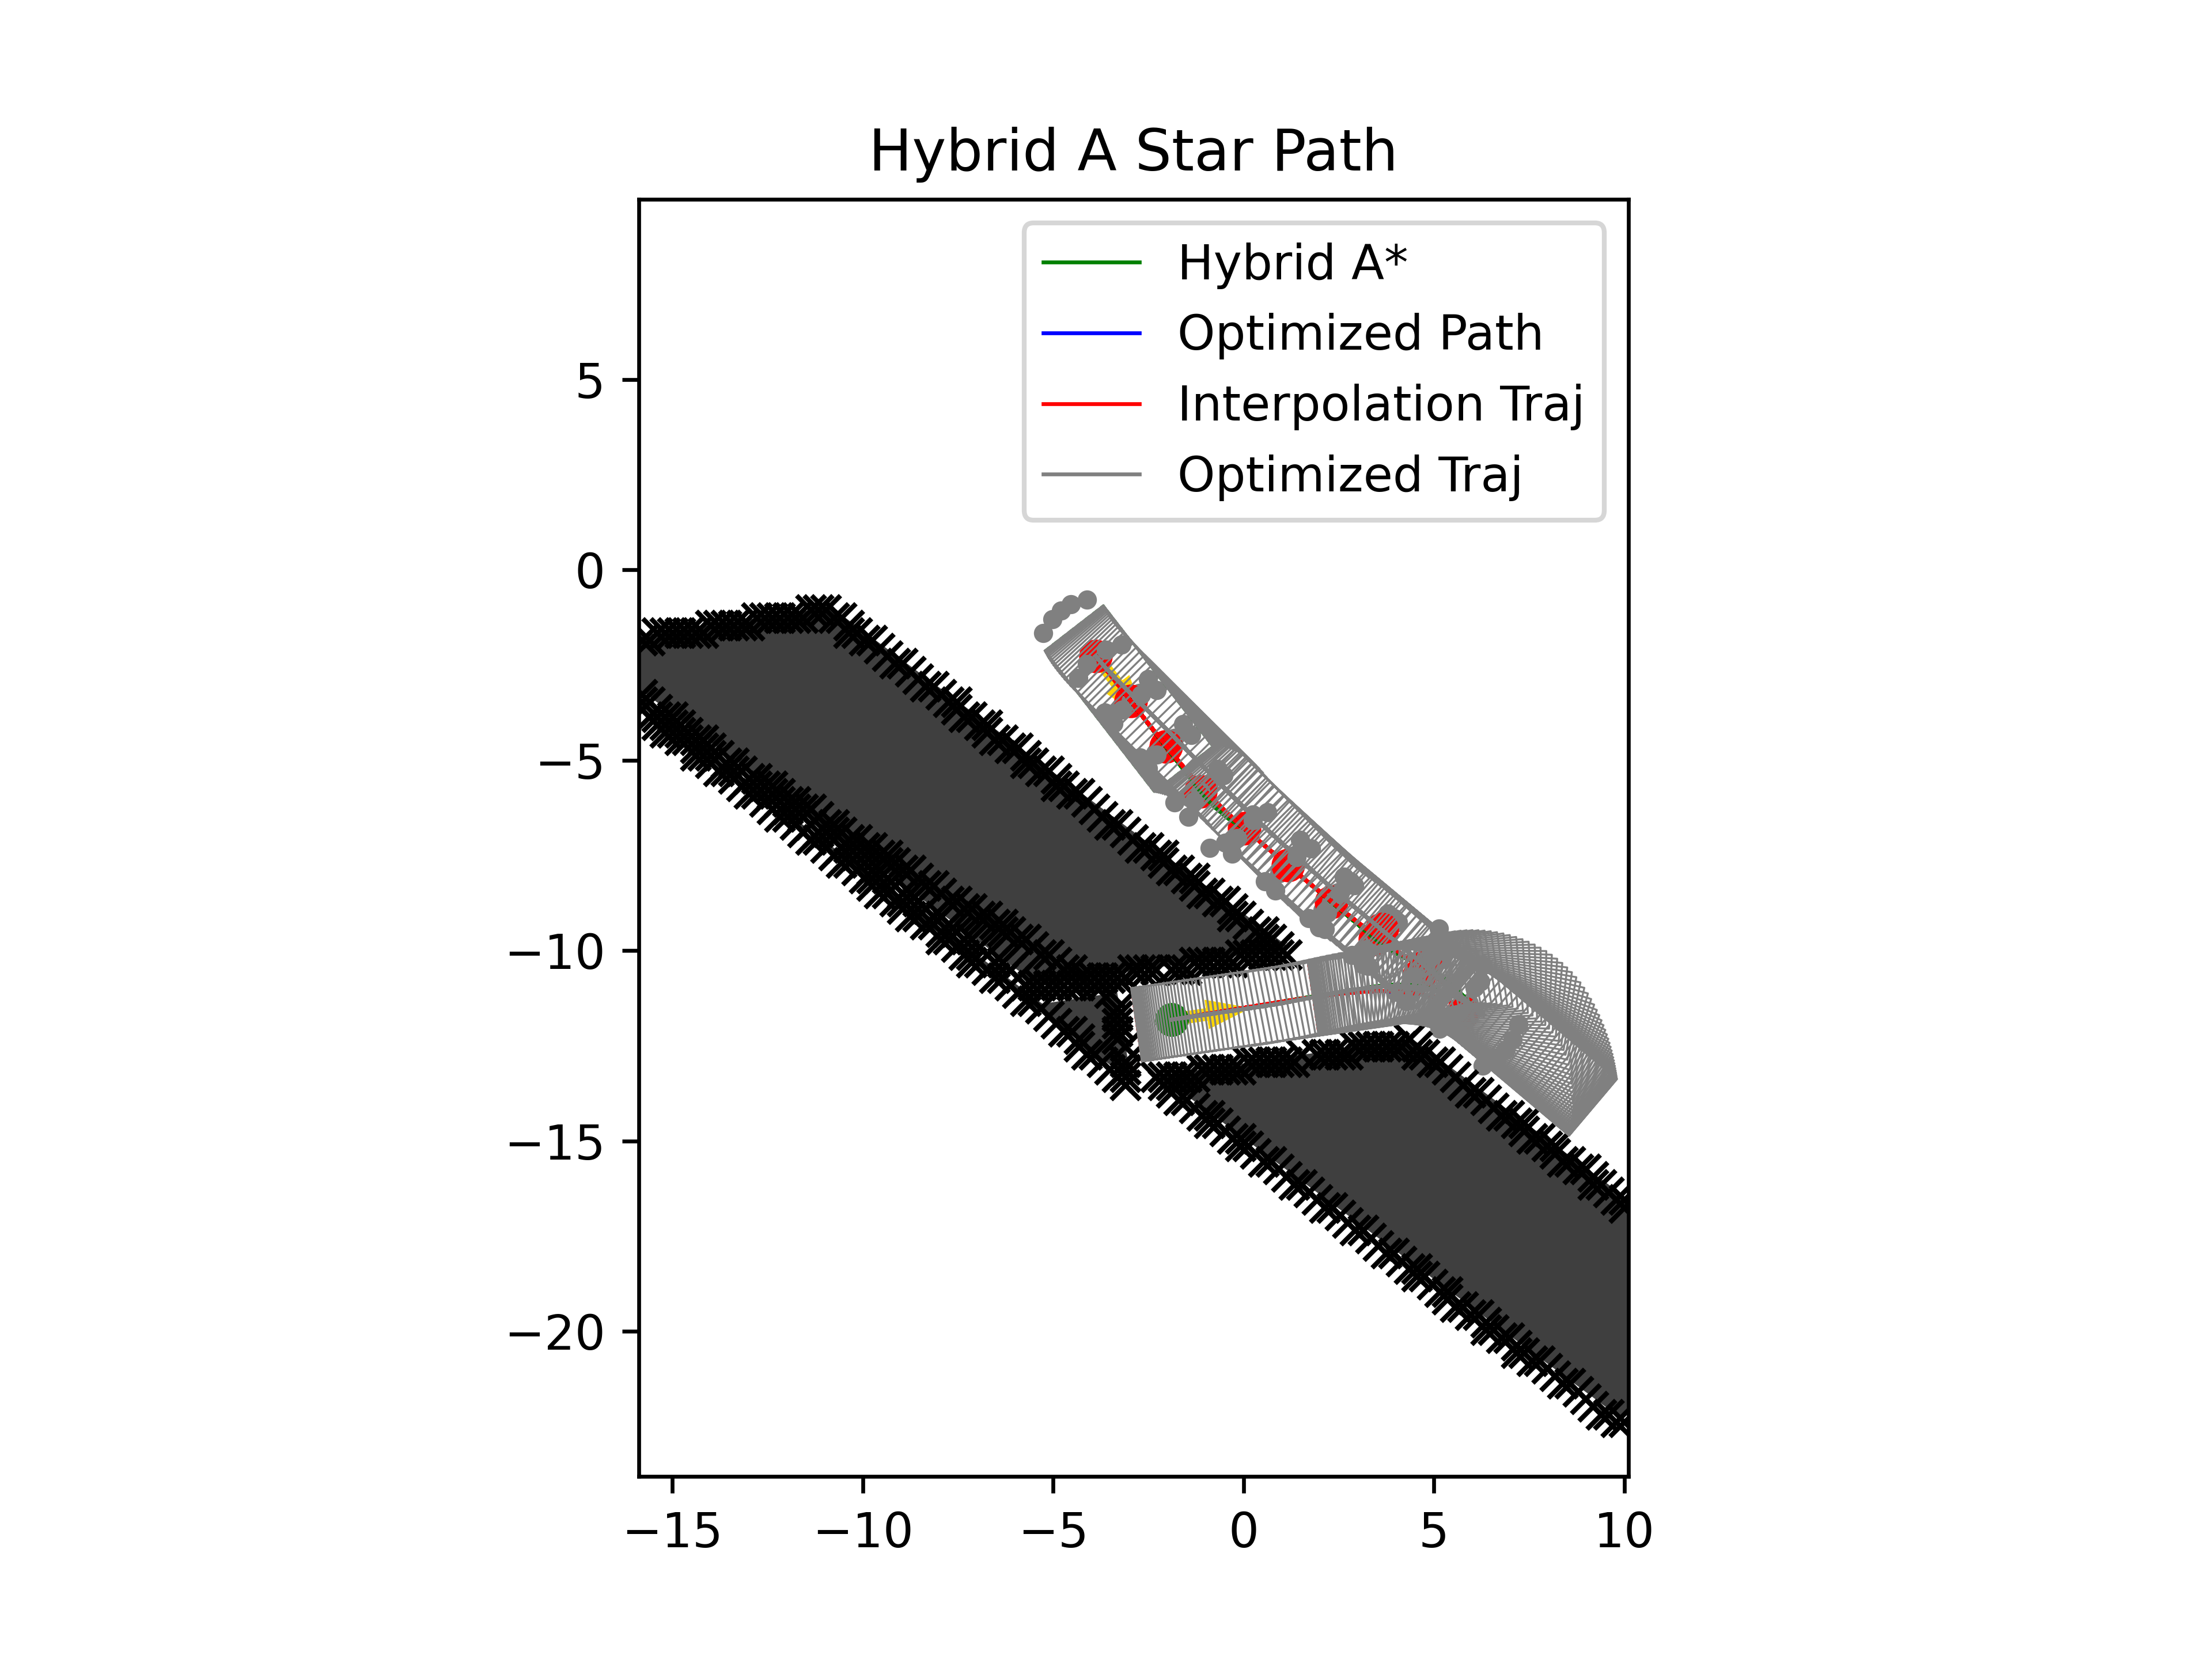 Hybrid A Star Path
Hybrid A*
Optimized Path
Interpolation Traj
Optimized Traj
5
0
−5
−10
−15
−20
−15 −10 −5 0 5 10